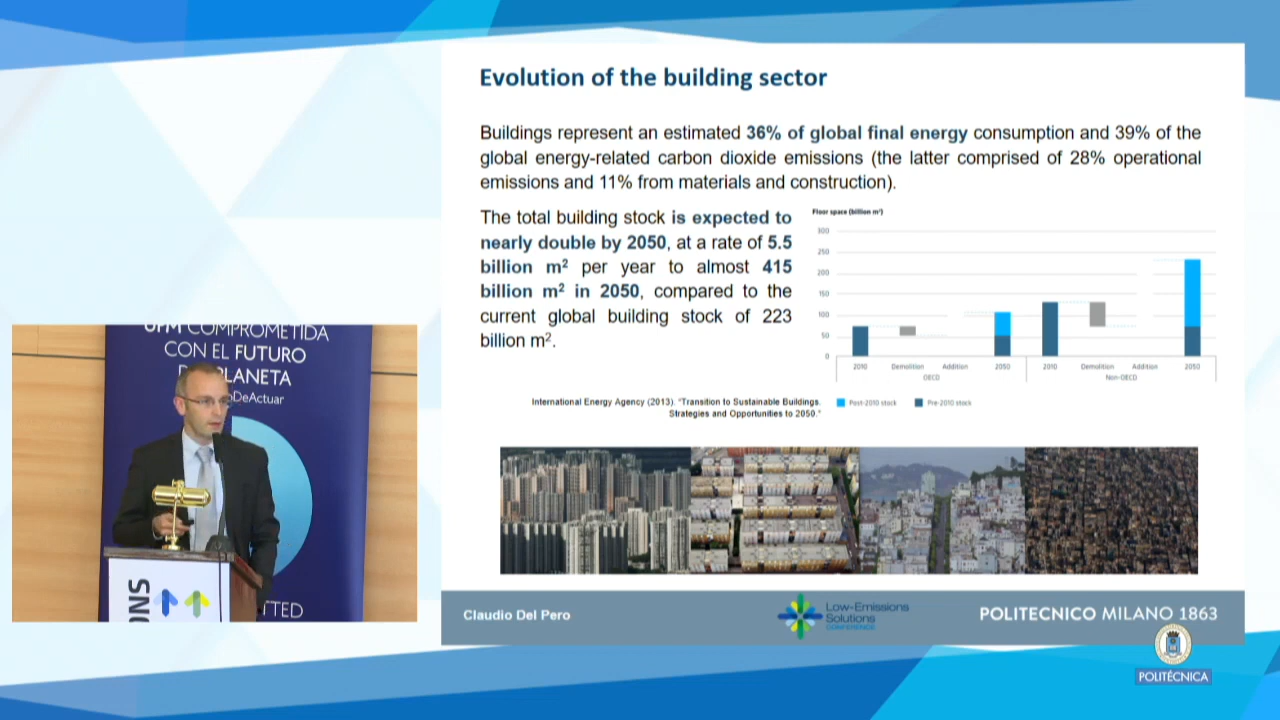 Evolution of the building sector
Buildings represent an estimated 36% of global final energy consumption and 39% of the
global energy-related carbon dioxide emissions (the latter comprised of 28% operational
emissions and 11% from materials and construction).
The total building stock is expected to
nearly double by 2050, at a rate of 5.5
billion m² per year to almost 415
billion m² in 2050, compared to the
current global building stock of 223
billion m².
Floor space (billion m²)
300
250
200
150
100
50
0
2010 Demolition Addition 2050 2010 Demolition Addition 2050
OECD Non-OECD
Post-2010 stock Pre-2010 stock
International Energy Agency (2013). "Transition to Sustainable Buildings.
Strategies and Opportunities to 2050."
UPM COMPROMETIDA
CON EL FUTURO
PLANETA
DeActuar
TTED
ONS
Claudio Del Pero
Low-Emissions
Solutions
CONFERENCE
POLITECNICO MILANO 1863
POLITÉCNICA